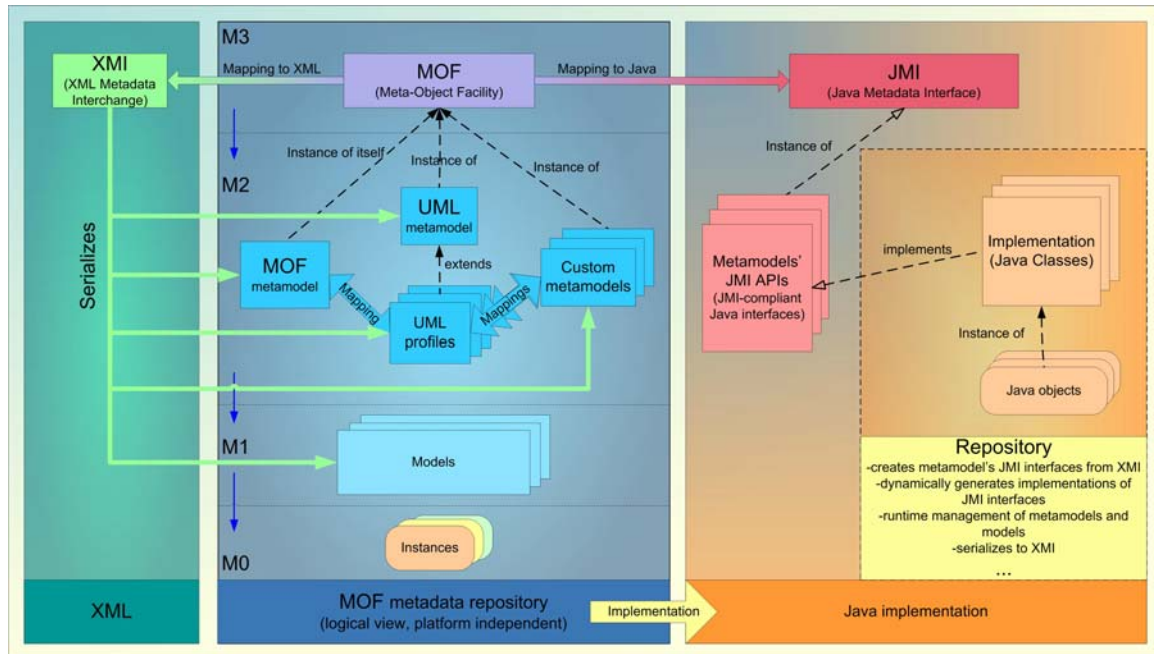 M3
XMI
(XML Metadata
Interchange)
Mapping to XML
MOF
(Meta-Object Facility)
Mapping to Java
JMI
(Java Metadata Interface)
Instance of itself
Instance of
Instance of
Instance of
M2
Serializes
UML
metamodel
MOF
metamodel
extends
Custom
metamodels
Mapping
Mappings
UML
profiles
Metamodels'
JMI APIs
(JMI-compliant
Java interfaces)
implements
Implementation
(Java Classes)
Instance of
Java objects
M1
Models
Repository
-creates metamodel's JMI interfaces from XMI
-dynamically generates implementations of
JMI interfaces
-runtime management of metamodels and
models
-serializes to XMI
...
Instances
M0
XML
MOF metadata repository
(logical view, platform independent)
Implementation
Java implementation